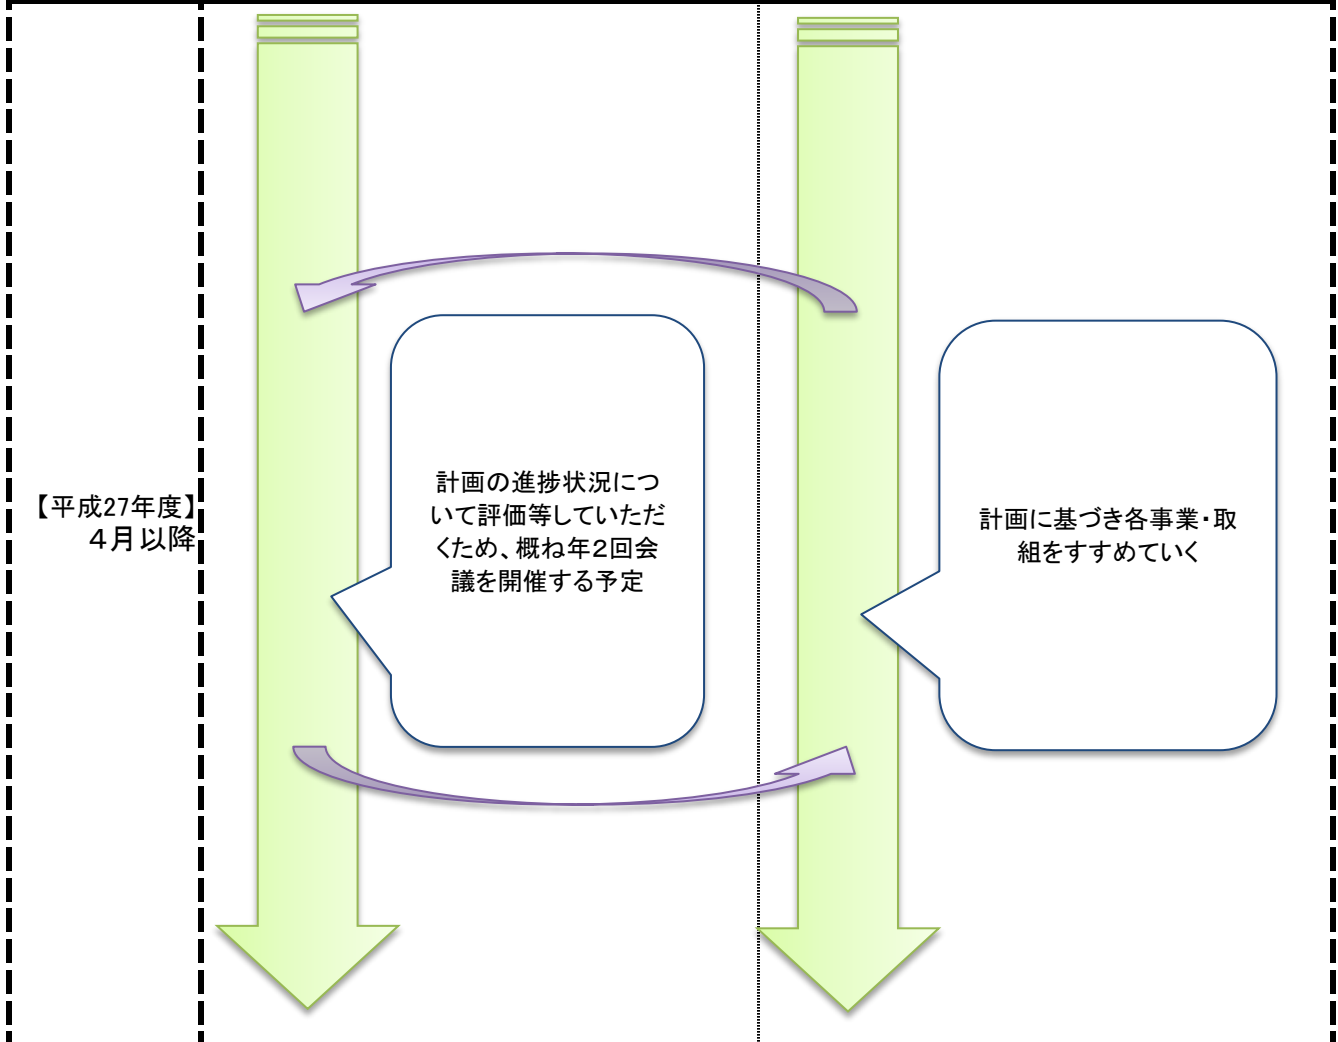 【平成27年度】
４月以降
計画の進捗状況につ
いて評価等していただ
くため、概ね年２回会
議を開催する予定
計画に基づき各事業・取
組をすすめていく